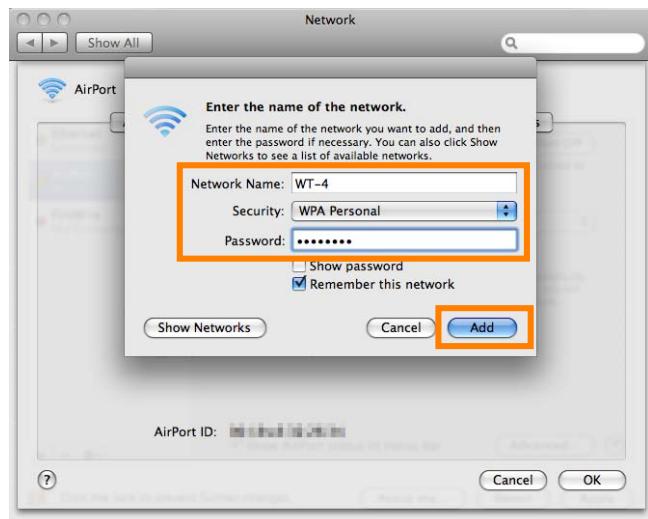 Network
Show All
AirPort
Enter the name of the network.
Enter the name of the network you want to add, and then
enter the password if necessary. You can also click Show
Networks to see a list of available networks.
Network Name: WT-4
Security: WPA Personal
Password: ••••••••
Show password
Remember this network
Show Networks Cancel Add
AirPort ID:
? Cancel OK